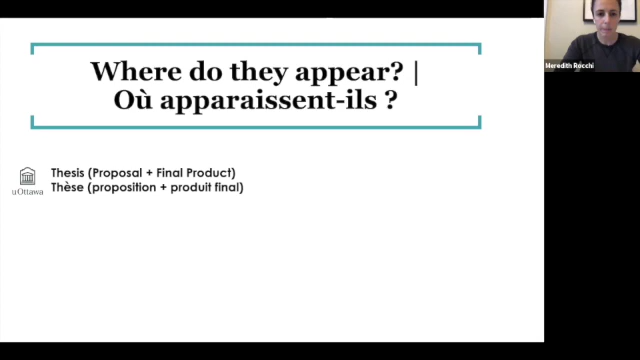 Where do they appear? |
Où apparaissent-ils ?
Thesis (Proposal + Final Product)
Thèse (proposition + produit final)
uOttawa
Meredith Rocchi